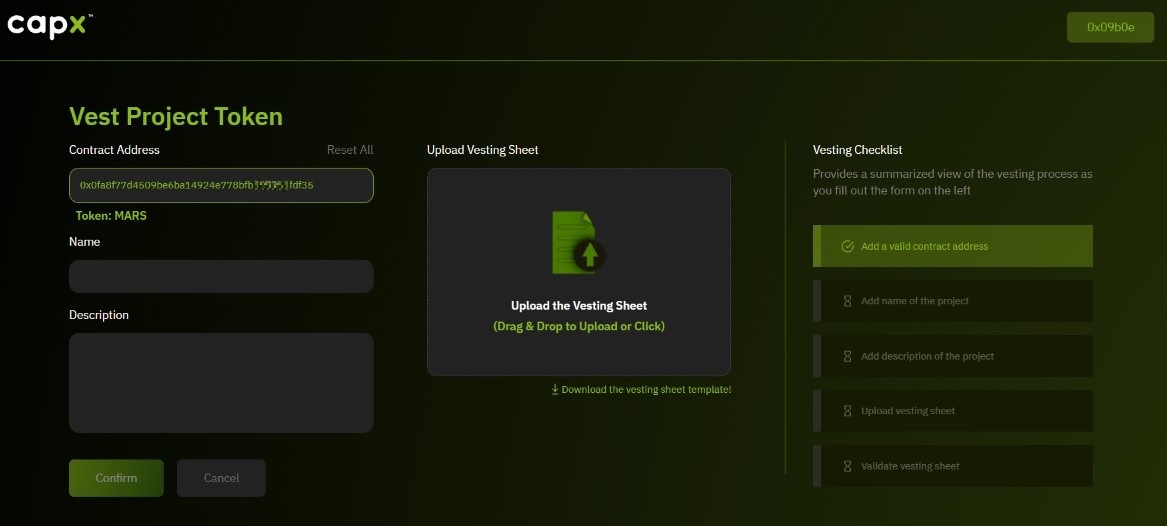 capx™
0x09b0e
Vest Project Token
Contract Address
Reset All
0x0fa8f77d4509be6ba14924e778bfb
fdf35
Token: MARS
Name
Description
Confirm
Cancel
Upload Vesting Sheet
Upload the Vesting Sheet
(Drag & Drop to Upload or Click)
Download the vesting sheet template!
Vesting Checklist
Provides a summarized view of the vesting process as
you fill out the form on the left
Add a valid contract address
Add name of the project
Add description of the project
Upload vesting sheet
Validate vesting sheet